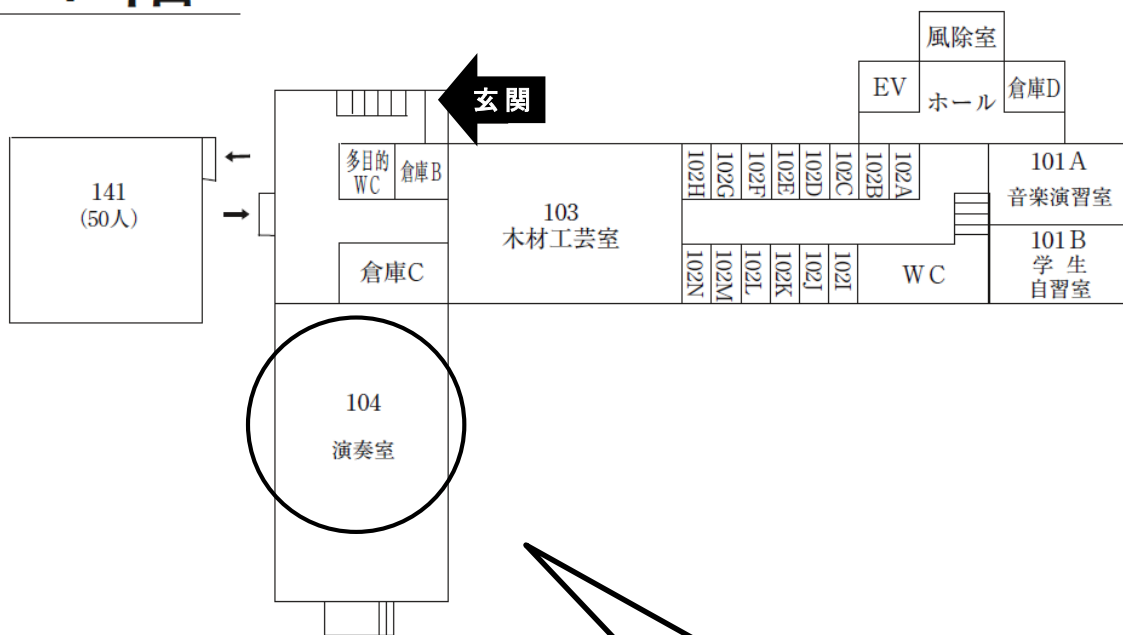 風除室
EV
ホール
倉庫D
玄関
多目的
WC
倉庫B
141
(50人)
103
木材工芸室
102H
102G
102F
102E
102D
102C
102B
102A
101A
音楽演習室
101B
学 生
自習室
倉庫C
102N
102M
102L
102K
102J
102I
WC
104
演奏室